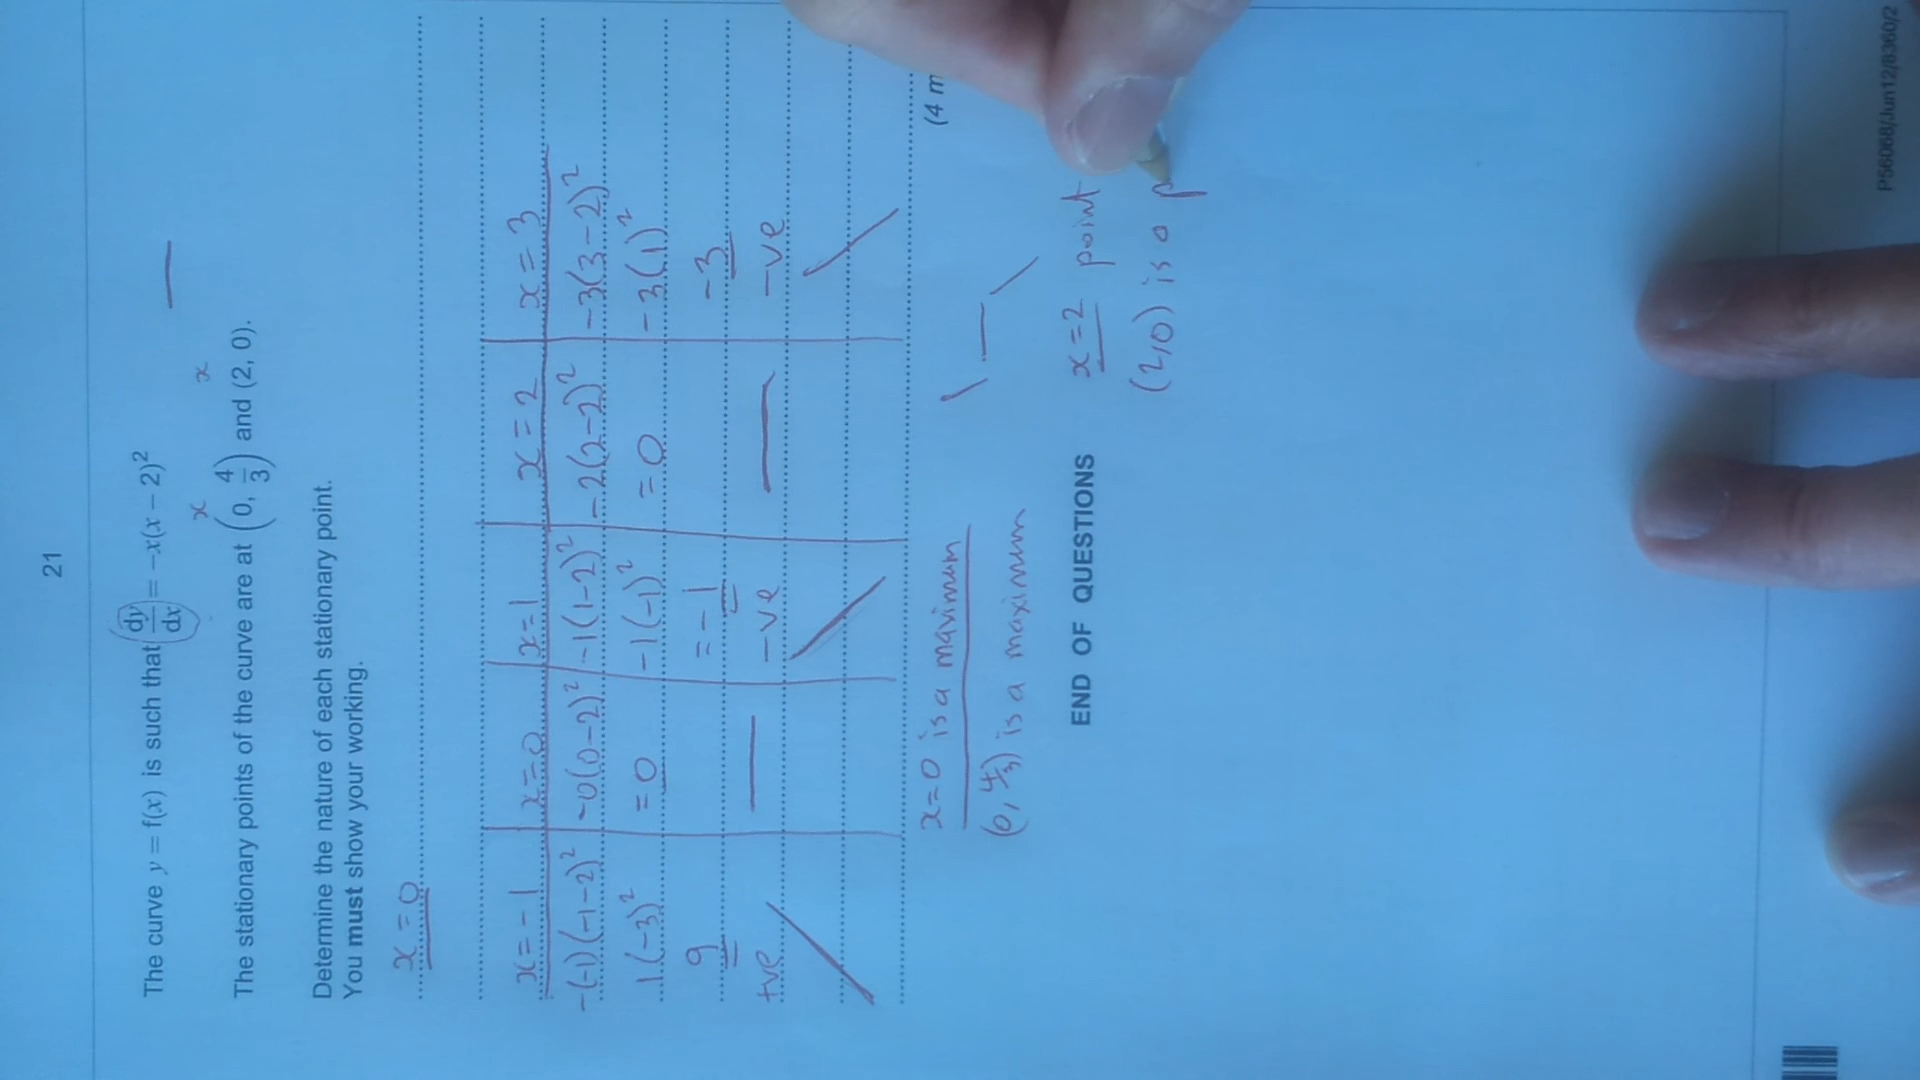 21
The curve y = f(x) is such that dy/dx = −x(x − 2)²
x x
The stationary points of the curve are at (0, 4/3) and (2, 0).
Determine the nature of each stationary point.
You must show your working.
x = 0
x = -1 x = 0 x = 1 x = 2 x = 3
-(-1)(-1-2)² -0(0-2)² -1(1-2)² -2(2-2)² -3(3-2)²
1(-3)² = 0 -1(-1)² = 0 -3(1)²
9 = -1 -3
+ve -ve -ve
x=0 is a maximum
(4 m
(0, 4/3) is a maximum
END OF QUESTIONS
x=2 point
(2,0) is a p
P56068/Jun12/8360/2